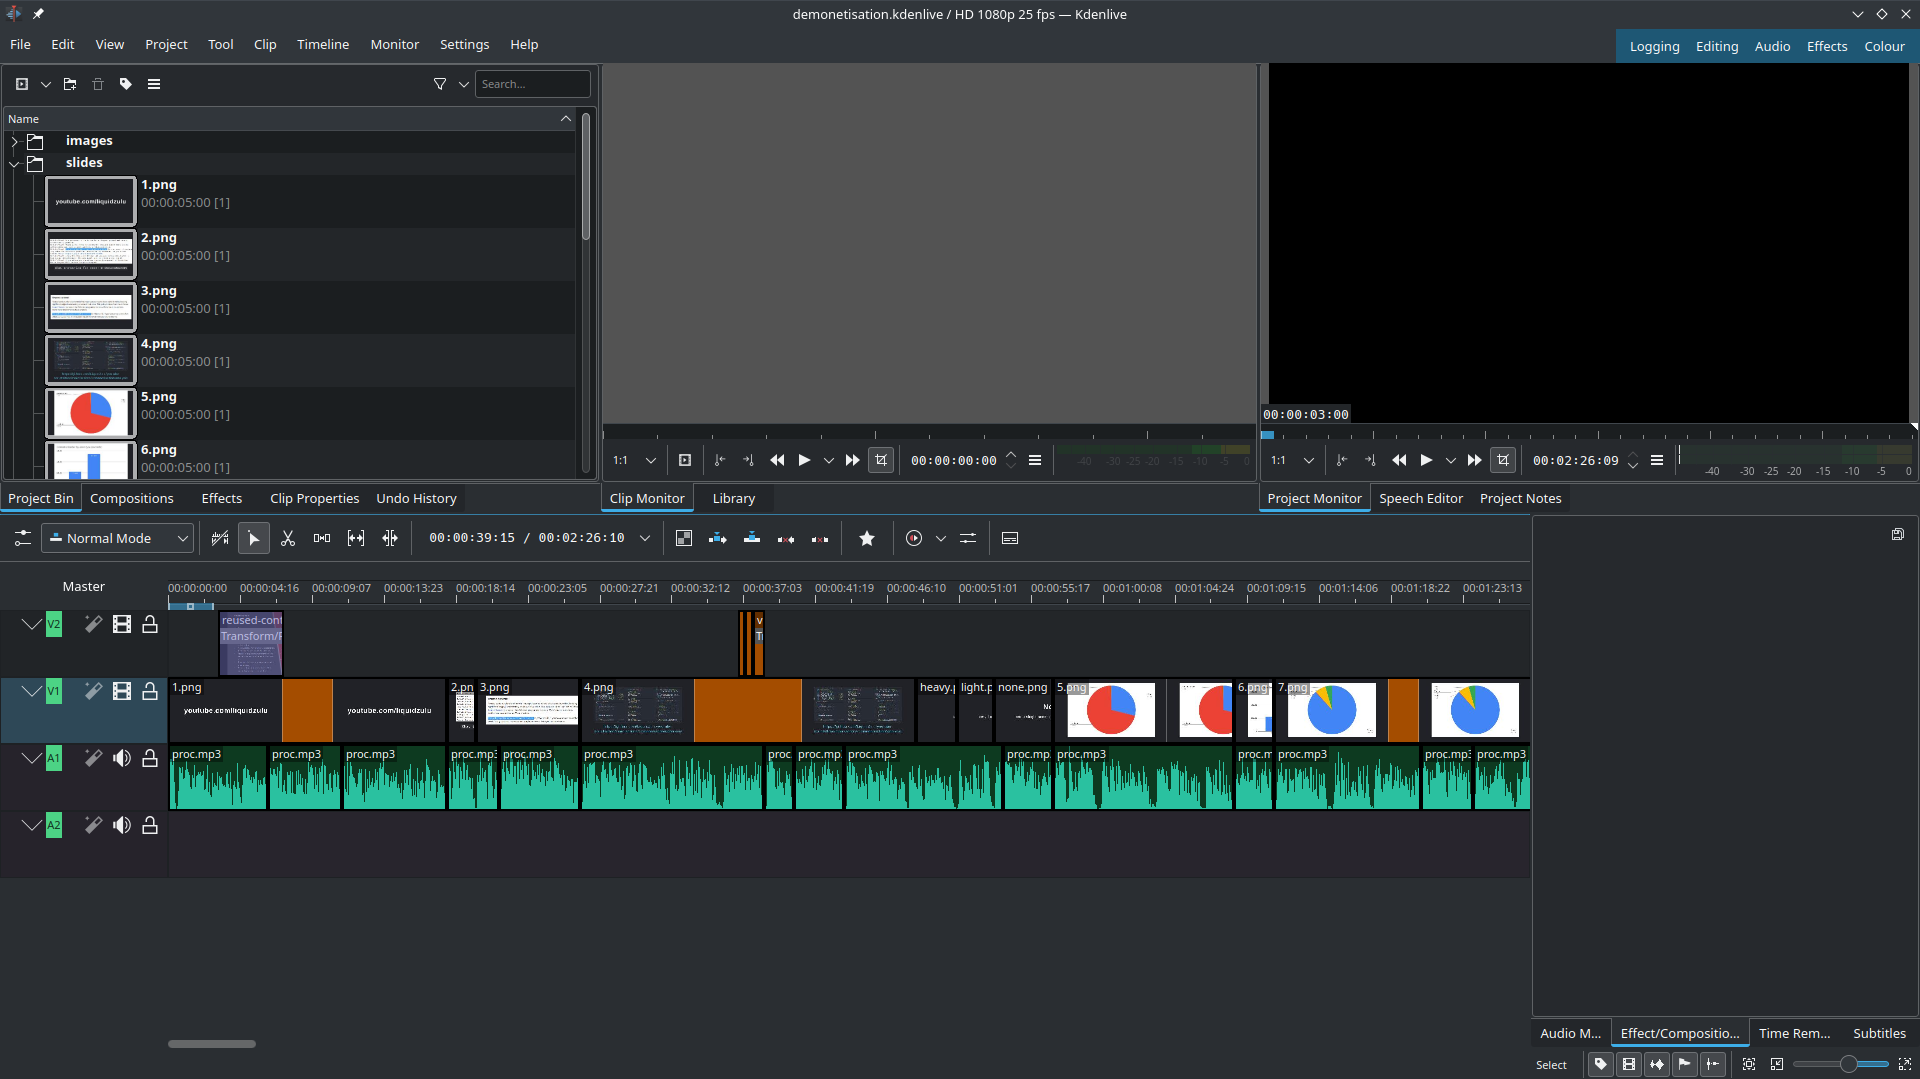 demonetisation.kdenlive / HD 1080p 25 fps — Kdenlive
File Edit View Project Tool Clip Timeline Monitor Settings Help
Logging Editing Audio Effects Colour
Search...
Name
images
slides
1.png
00:00:05:00 [1]
youtube.com/liquidzulu
2.png
00:00:05:00 [1]
3.png
00:00:05:00 [1]
4.png
00:00:05:00 [1]
5.png
00:00:05:00 [1]
6.png
00:00:05:00 [1]
00:00:03:00
1:1 00:00:00:00 -40 -30 -25 -20 -15 -10 -5 0
1:1 00:02:26:09 -40 -30 -25 -20 -15 -10 -5 0
Project Bin Compositions Effects Clip Properties Undo History
Clip Monitor Library
Project Monitor Speech Editor Project Notes
Normal Mode 00:00:39:15 / 00:02:26:10
Master 00:00:00:00 00:00:04:16 00:00:09:07 00:00:13:23 00:00:18:14 00:00:23:05 00:00:27:21 00:00:32:12 00:00:37:03 00:00:41:19 00:00:46:10 00:00:51:01 00:00:55:17 00:01:00:08 00:01:04:24 00:01:09:15 00:01:14:06 00:01:18:22 00:01:23:13
V2 reused-cont v
Transform/F Tr
V1 1.png 2.pn 3.png 4.png heavy.p light.p none.png 5.png 6.png 7.png
youtube.com/liquidzulu youtube.com/liquidzulu
A1 proc.mp3 proc.mp3 proc.mp3 proc.mp3 proc.mp3 proc.mp3 proc proc.mp proc.mp3 proc.mp proc.mp3 proc.m proc.mp3 proc.mp3 proc.mp3
A2
Audio M... Effect/Compositio... Time Rem... Subtitles
Select